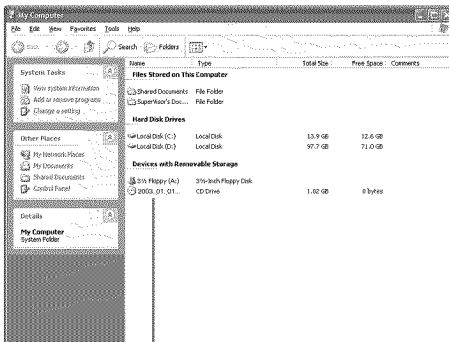 My Computer
File Edit View Favorites Tools Help
Back Search Folders
Name Type Total Size Free Space Comments
System Tasks
View system information
Add or remove programs
Change a setting
Other Places
My Network Places
My Documents
Shared Documents
Control Panel
Details
My Computer
System Folder
Files Stored on This Computer
Shared Documents File Folder
SuperVisor's Doc... File Folder
Hard Disk Drives
Local Disk (C:) Local Disk 13.9 GB 12.6 GB
Local Disk (D:) Local Disk 97.7 GB 71.0 GB
Devices with Removable Storage
3½ Floppy (A:) 3½-Inch Floppy Disk
2003_01_01... CD Drive 1.02 GB 0 bytes